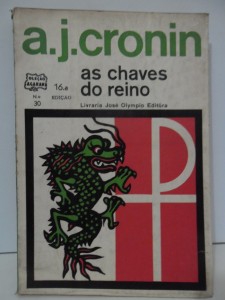 a.j.cronin
as chaves
do reino
16.a
EDIÇÃO
N.o
30
Livraria José Olympio Editôra